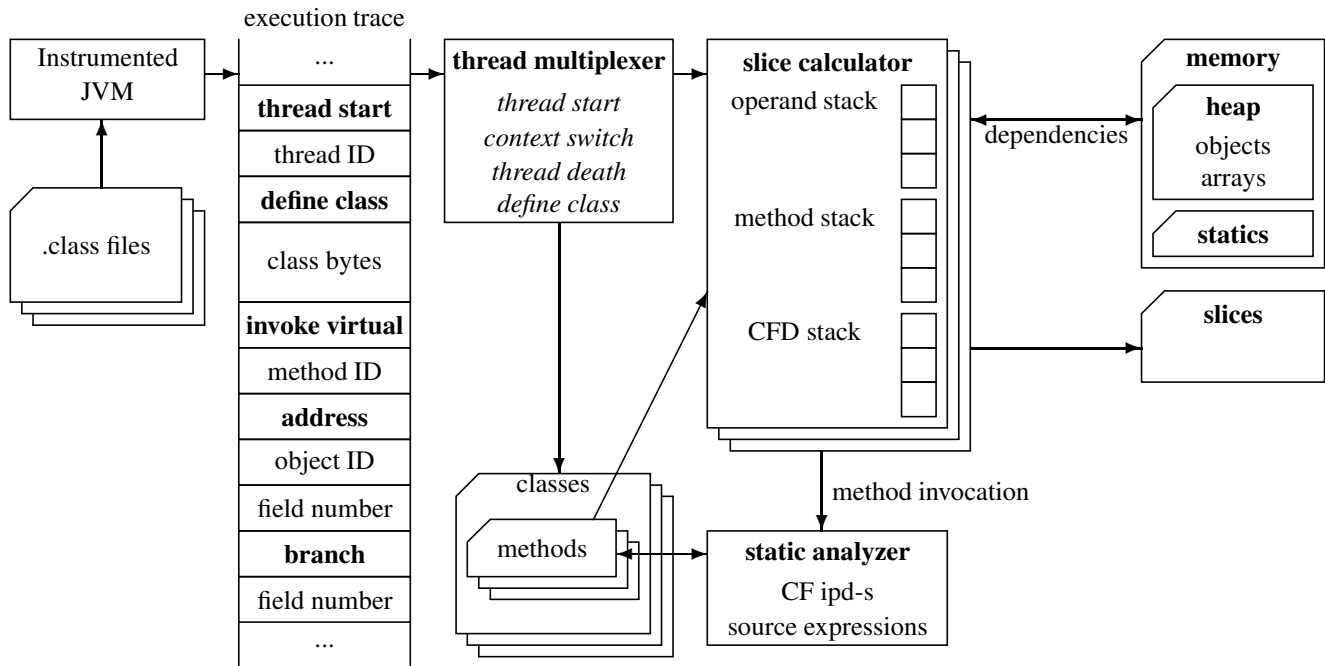 execution trace
Instrumented
JVM
.class files
...
thread start
thread ID
define class
class bytes
invoke virtual
method ID
address
object ID
field number
branch
field number
...
thread multiplexer
thread start
context switch
thread death
define class
classes
methods
slice calculator
operand stack
method stack
CFD stack
method invocation
static analyzer
CF ipd-s
source expressions
dependencies
memory
heap
objects
arrays
statics
slices